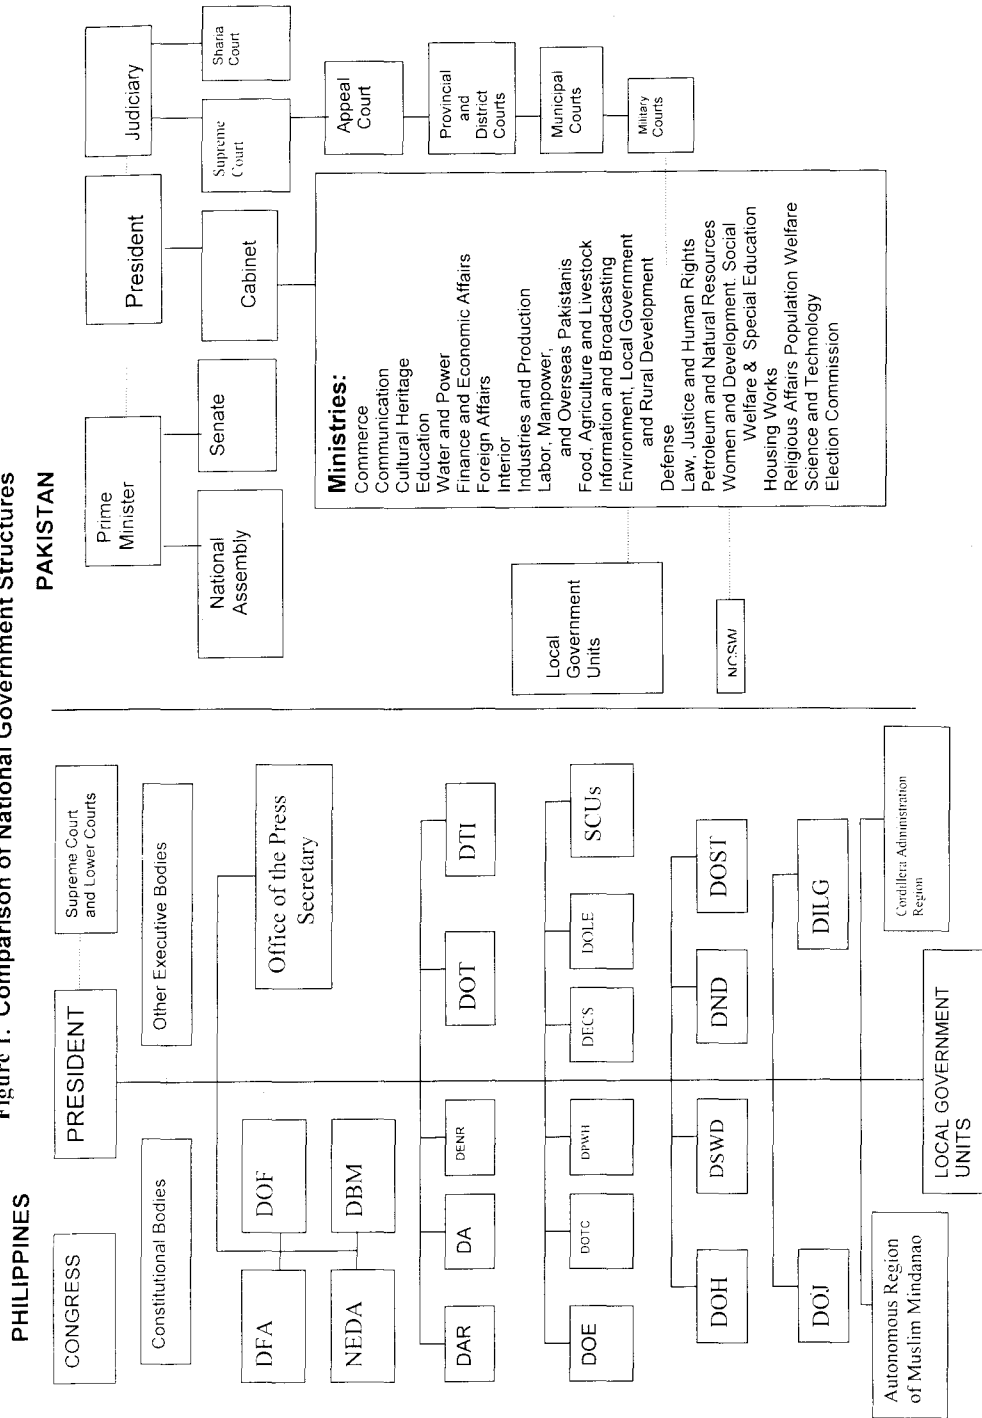 Figure 1. Comparison of National Government Structures
PHILIPPINES
CONGRESS
PRESIDENT
Supreme Court
and Lower Courts
Constitutional Bodies
Other Executive Bodies
DFA
DOF
NEDA
DBM
Office of the Press
Secretary
DAR
DA
DENR
DOT
DTI
DOE
DOTC
DPWH
DECS
DOLE
SCUs
DOH
DSWD
DND
DOST
DOJ
DILG
Autonomous Region
of Muslim Mindanao
LOCAL GOVERNMENT
UNITS
Cordillera Administration
Region
PAKISTAN
Prime
Minister
President
Judiciary
National
Assembly
Senate
Cabinet
Supreme
Court
Sharia
Court
Appeal
Court
Provincial
and
District
Courts
Municipal
Courts
Military
Courts
Ministries:
Commerce
Communication
Cultural Heritage
Education
Water and Power
Finance and Economic Affairs
Foreign Affairs
Interior
Industries and Production
Labor, Manpower,
and Overseas Pakistanis
Food, Agriculture and Livestock
Information and Broadcasting
Environment, Local Government
and Rural Development
Defense
Law, Justice and Human Rights
Petroleum and Natural Resources
Women and Development. Social
Welfare & Special Education
Housing Works
Religious Affairs Population Welfare
Science and Technology
Election Commission
Local
Government
Units
NCSW